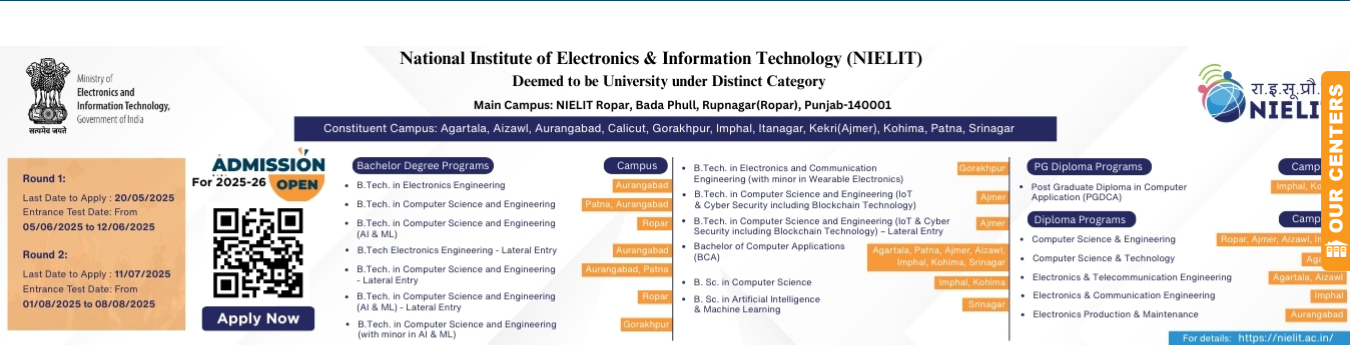 National Institute of Electronics & Information Technology (NIELIT)
Deemed to be University under Distinct Category
Main Campus: NIELIT Ropar, Bada Phull, Rupnagar(Ropar), Punjab-140001
Constituent Campus: Agartala, Aizawl, Aurangabad, Calicut, Gorakhpur, Imphal, Itanagar, Kekri(Ajmer), Kohima, Patna, Srinagar
सत्यमेव जयते
Ministry of
Electronics and
Information Technology,
Government of India
रा.इ.सू.प्रौ.
NIELI
OUR CENTERS
Round 1:
Last Date to Apply : 20/05/2025
Entrance Test Date: From
05/06/2025 to 12/06/2025
Round 2:
Last Date to Apply : 11/07/2025
Entrance Test Date: From
01/08/2025 to 08/08/2025
ADMISSION
For 2025-26 OPEN
Apply Now
Bachelor Degree Programs Campus
B.Tech. in Electronics Engineering Aurangabad
B.Tech. in Computer Science and Engineering Patna, Aurangabad
B.Tech. in Computer Science and Engineering Ropar
(AI & ML)
B.Tech Electronics Engineering - Lateral Entry Aurangabad
B.Tech. in Computer Science and Engineering Aurangabad, Patna
- Lateral Entry
B.Tech. in Computer Science and Engineering Ropar
(AI & ML) - Lateral Entry
B.Tech. in Computer Science and Engineering Gorakhpur
(with minor in AI & ML)
B.Tech. in Electronics and Communication Gorakhpur
Engineering (with minor in Wearable Electronics)
B.Tech. in Computer Science and Engineering (IoT Ajmer
& Cyber Security including Blockchain Technology)
B.Tech. in Computer Science and Engineering (IoT & Cyber Ajmer
Security including Blockchain Technology) – Lateral Entry
Bachelor of Computer Applications Agartala, Patna, Ajmer, Aizawl,
(BCA) Imphal, Kohima, Srinagar
B. Sc. in Computer Science Imphal, Kohima
B. Sc. in Artificial Intelligence Srinagar
& Machine Learning
PG Diploma Programs Camp
Post Graduate Diploma in Computer Imphal, Ko
Application (PGDCA)
Diploma Programs Camp
Computer Science & Engineering Ropar, Ajmer, Aizawl,
Computer Science & Technology Aga
Electronics & Telecommunication Engineering Agartala, Aizawl
Electronics & Communication Engineering Imphal
Electronics Production & Maintenance Aurangabad
For details: https://nielit.ac.in/